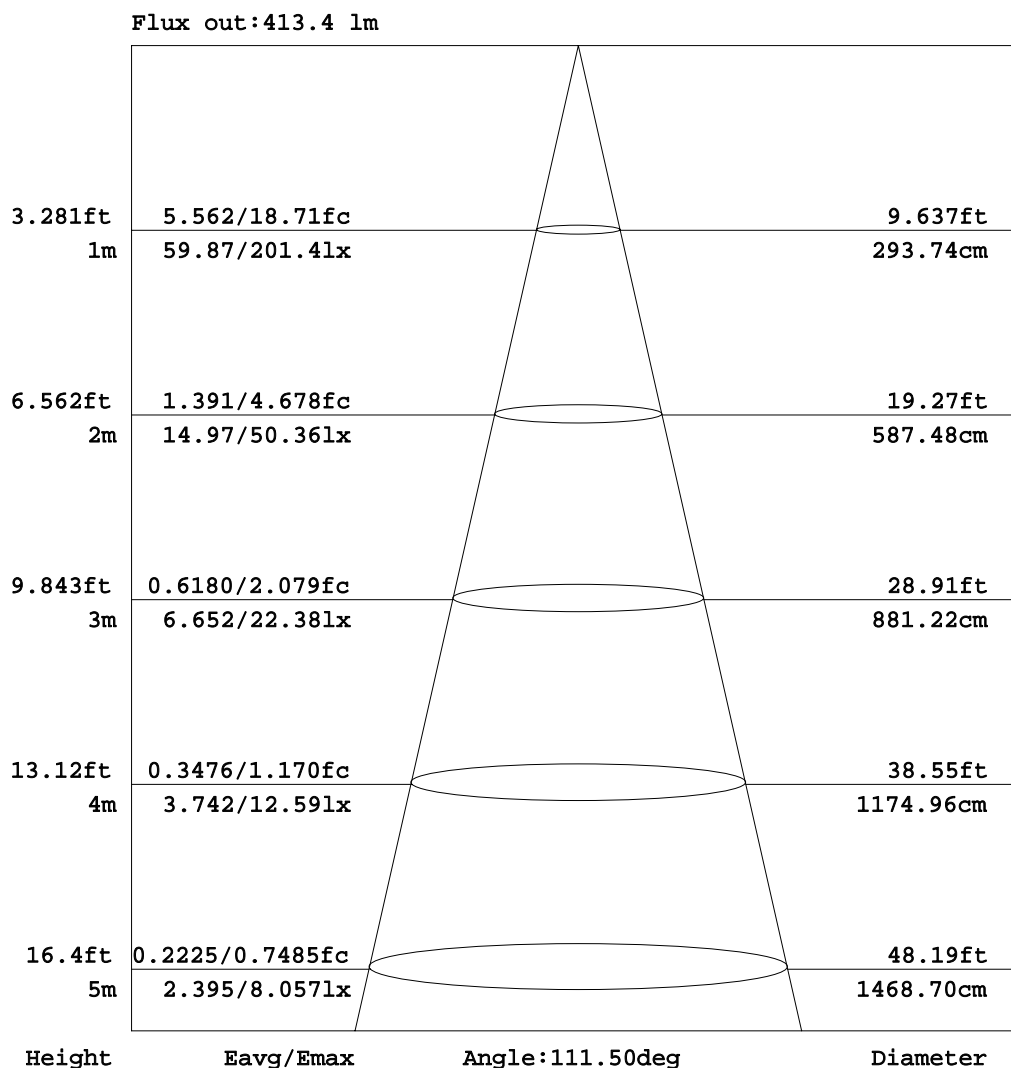 Flux out:413.4 lm
3.281ft 5.562/18.71fc 9.637ft
1m 59.87/201.4lx 293.74cm
6.562ft 1.391/4.678fc 19.27ft
2m 14.97/50.36lx 587.48cm
9.843ft 0.6180/2.079fc 28.91ft
3m 6.652/22.38lx 881.22cm
13.12ft 0.3476/1.170fc 38.55ft
4m 3.742/12.59lx 1174.96cm
16.4ft 0.2225/0.7485fc 48.19ft
5m 2.395/8.057lx 1468.70cm
Height Eavg/Emax Angle:111.50deg Diameter